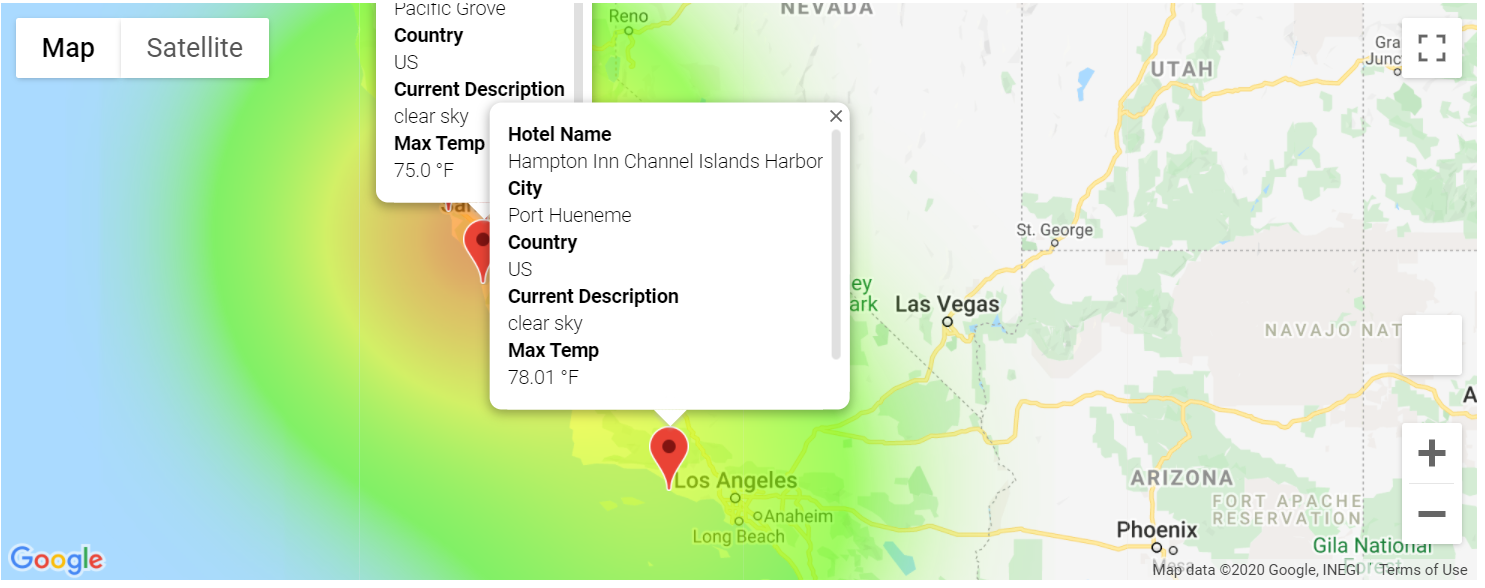 Map
Satellite
Pacific Grove
Country
US
Current Description
clear sky
Max Temp
75.0 °F
Hotel Name
Hampton Inn Channel Islands Harbor
City
Port Hueneme
Country
US
Current Description
clear sky
Max Temp
78.01 °F
Reno
NEVADA
UTAH
Gra
Junc
St. George
ey
ark
Las Vegas
NAVAJO NAT
A
Los Angeles
Anaheim
Long Beach
ARIZONA
FORT APACHE
RESERVATION
Phoenix
Mesa
Gila National
Forest
Google
Map data ©2020 Google, INEGI
Terms of Use